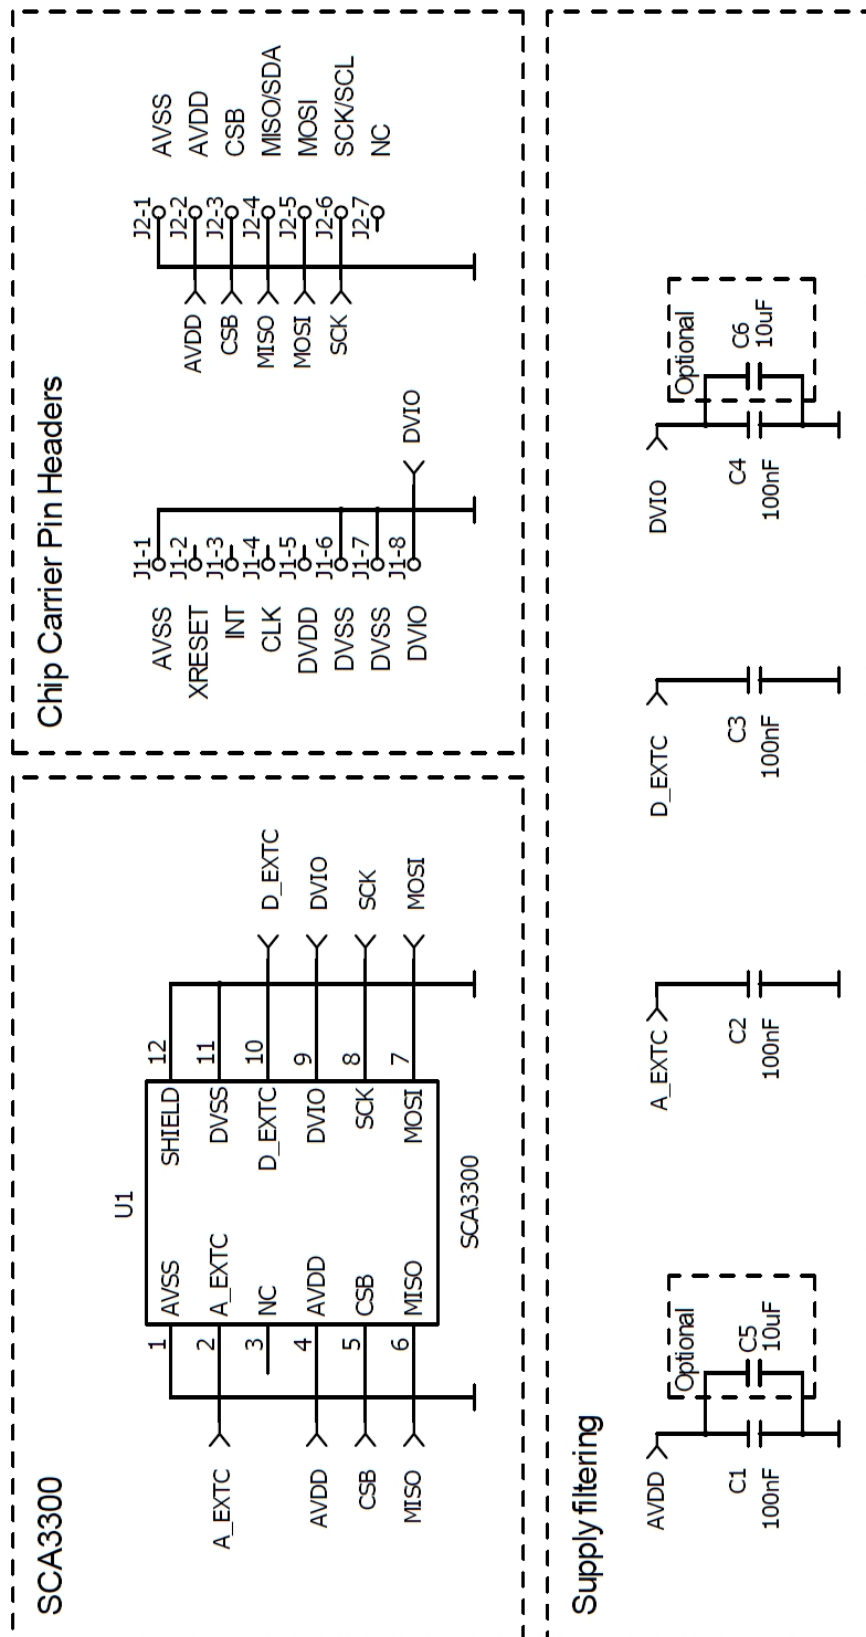 SCA3300
U1
1 AVSS
2 A_EXTC
3 NC
4 AVDD
5 CSB
6 MISO
SHIELD 12
DVSS 11
D_EXTC 10
DVIO 9
SCK 8
MOSI 7
A_EXTC
AVDD
CSB
MISO
D_EXTC
DVIO
SCK
MOSI
SCA3300
Chip Carrier Pin Headers
AVSS J1-1
XRESET J1-2
INT J1-3
CLK J1-4
DVDD J1-5
DVSS J1-6
DVSS J1-7
DVIO J1-8
DVIO
AVDD
CSB
MISO
MOSI
SCK
J2-1 AVSS
J2-2 AVDD
J2-3 CSB
J2-4 MISO/SDA
J2-5 MOSI
J2-6 SCK/SCL
J2-7 NC
Supply filtering
AVDD
C1
100nF
Optional
C5
10uF
A_EXTC
C2
100nF
D_EXTC
C3
100nF
DVIO
C4
100nF
Optional
C6
10uF